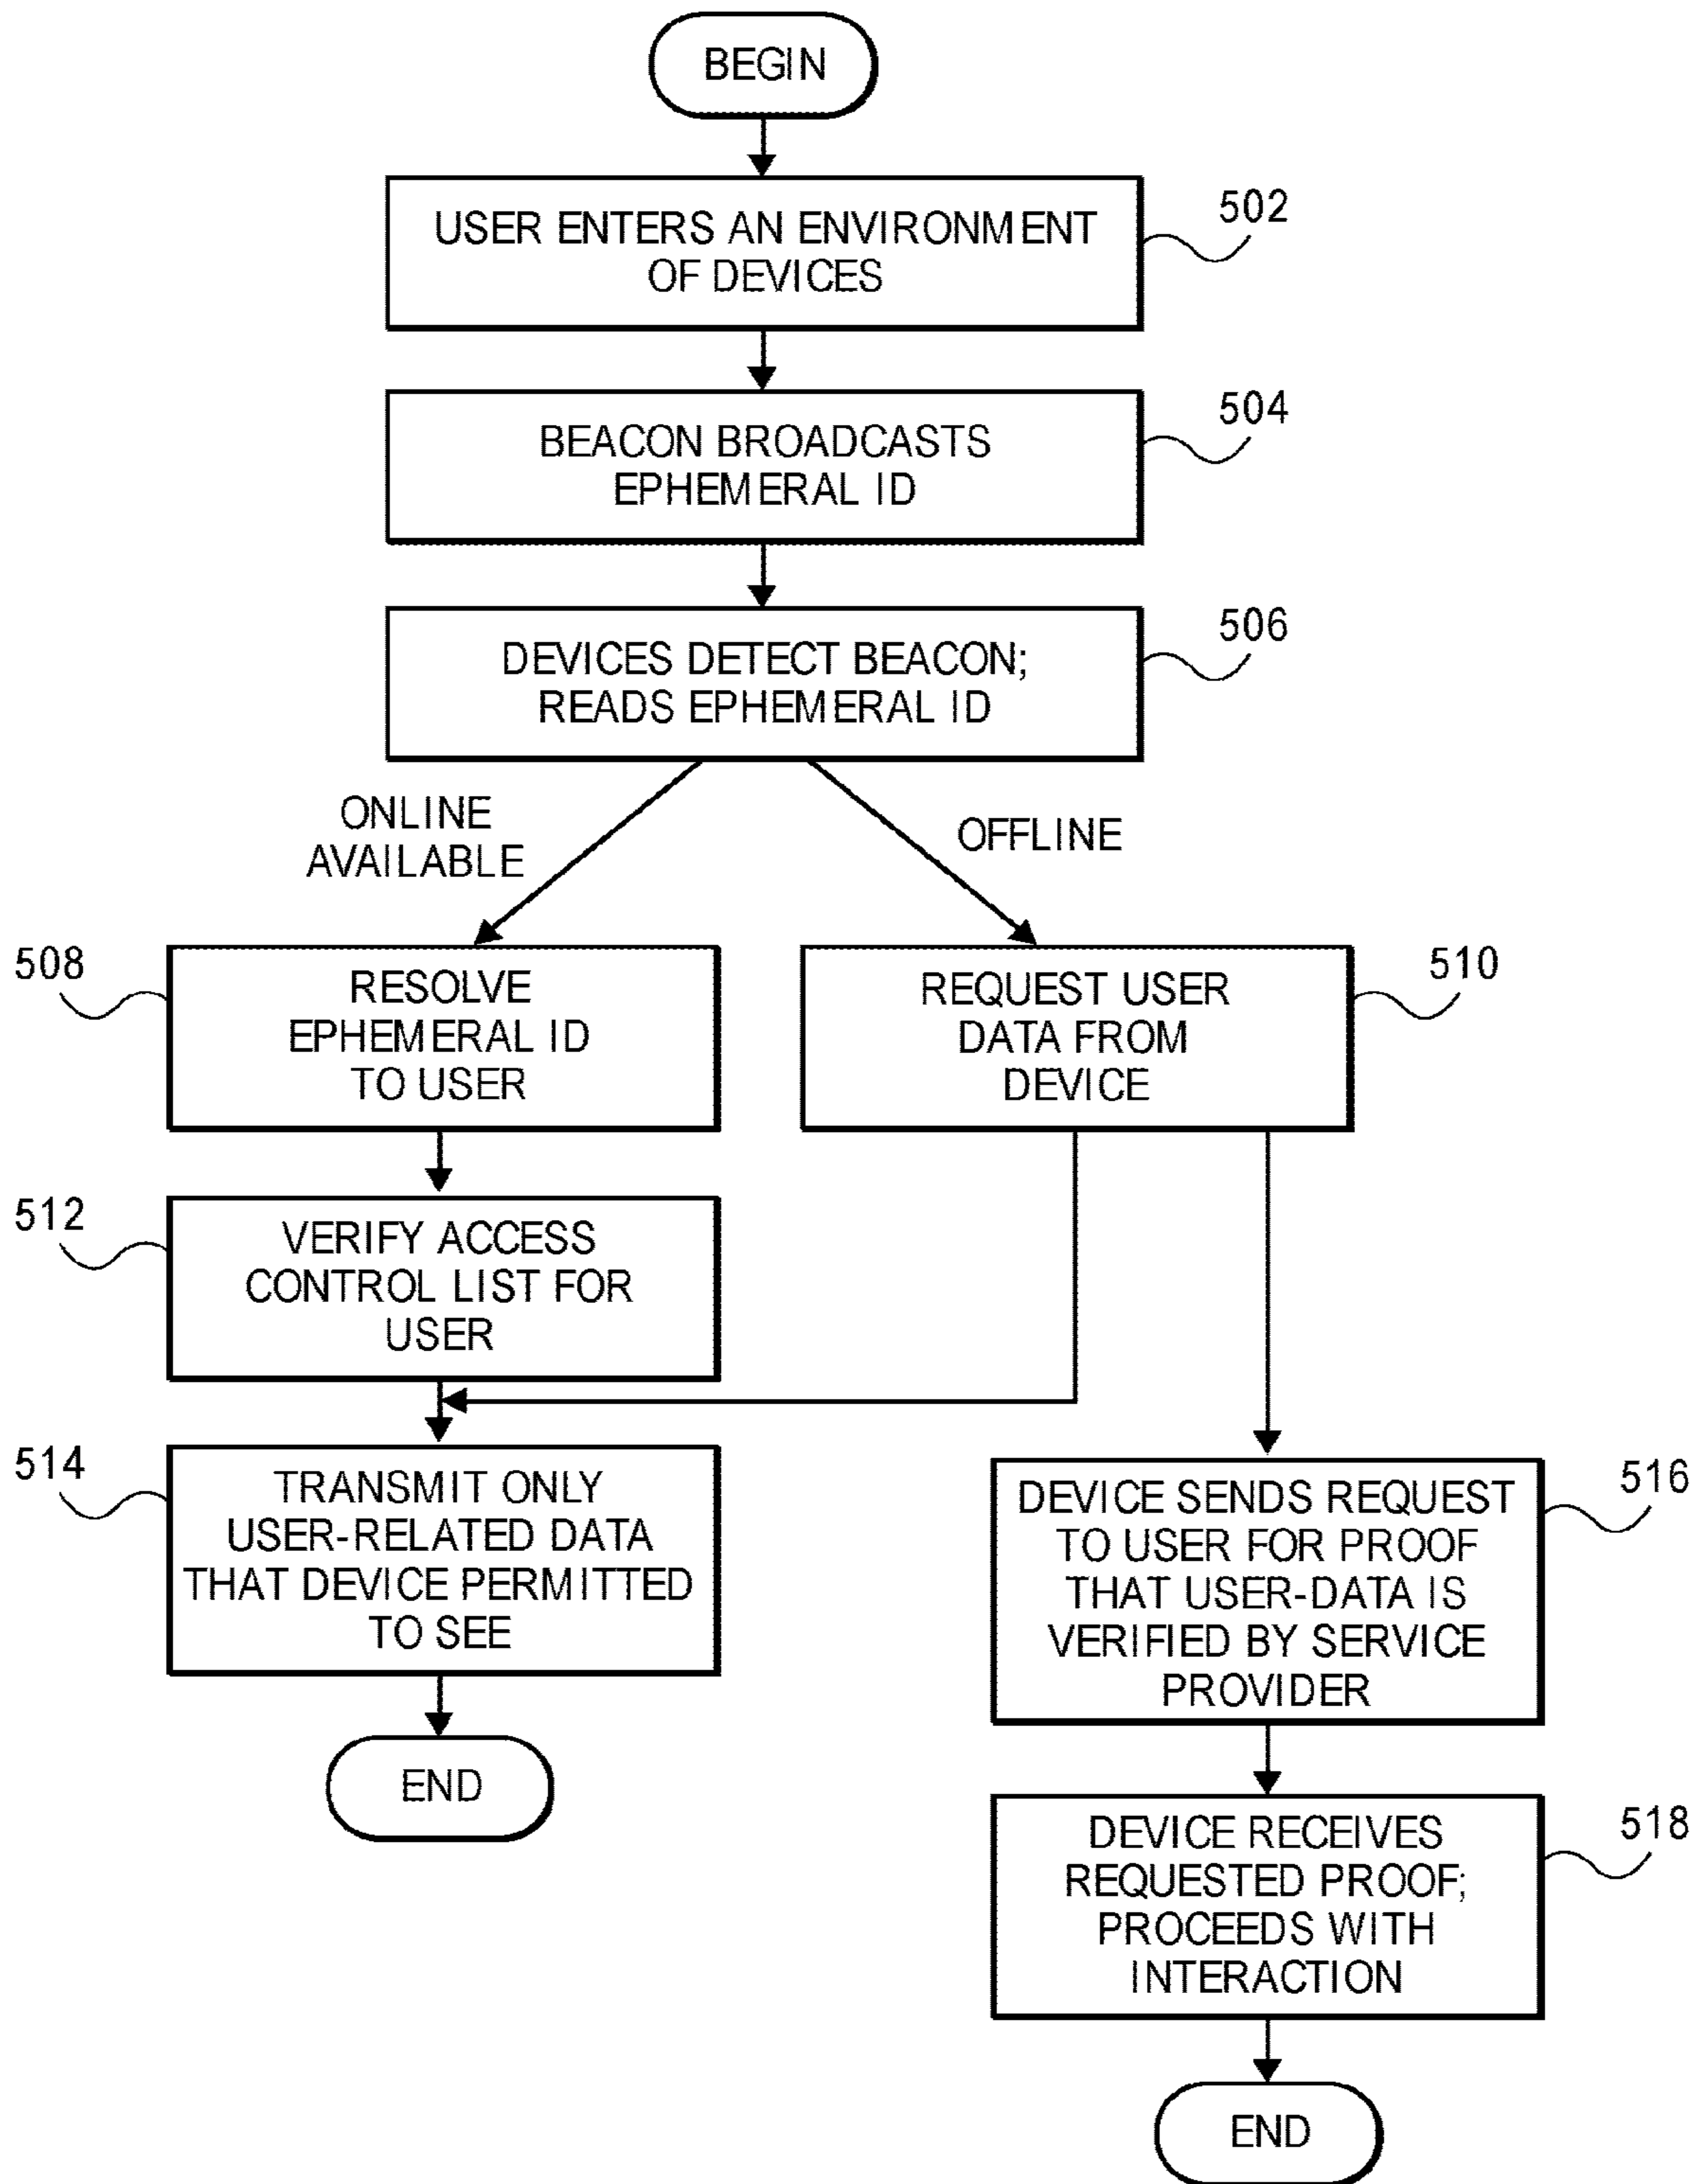 BEGIN
USER ENTERS AN ENVIRONMENT
OF DEVICES
502
BEACON BROADCASTS
EPHEMERAL ID
504
DEVICES DETECT BEACON;
READS EPHEMERAL ID
506
ONLINE
AVAILABLE
OFFLINE
508
RESOLVE
EPHEMERAL ID
TO USER
REQUEST USER
DATA FROM
DEVICE
510
512
VERIFY ACCESS
CONTROL LIST FOR
USER
514
TRANSMIT ONLY
USER-RELATED DATA
THAT DEVICE PERMITTED
TO SEE
DEVICE SENDS REQUEST
TO USER FOR PROOF
THAT USER-DATA IS
VERIFIED BY SERVICE
PROVIDER
516
END
DEVICE RECEIVES
REQUESTED PROOF;
PROCEEDS WITH
INTERACTION
518
END